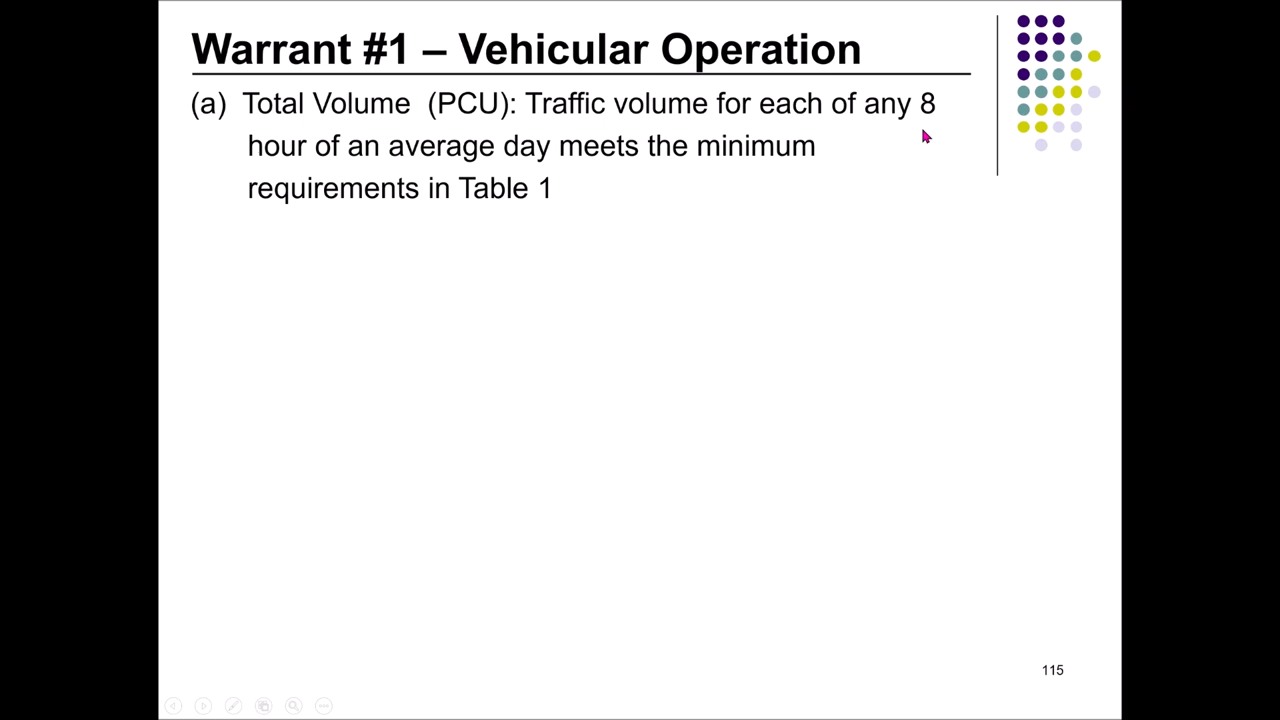 Warrant #1 – Vehicular Operation
(a) Total Volume (PCU): Traffic volume for each of any 8
hour of an average day meets the minimum
requirements in Table 1
115